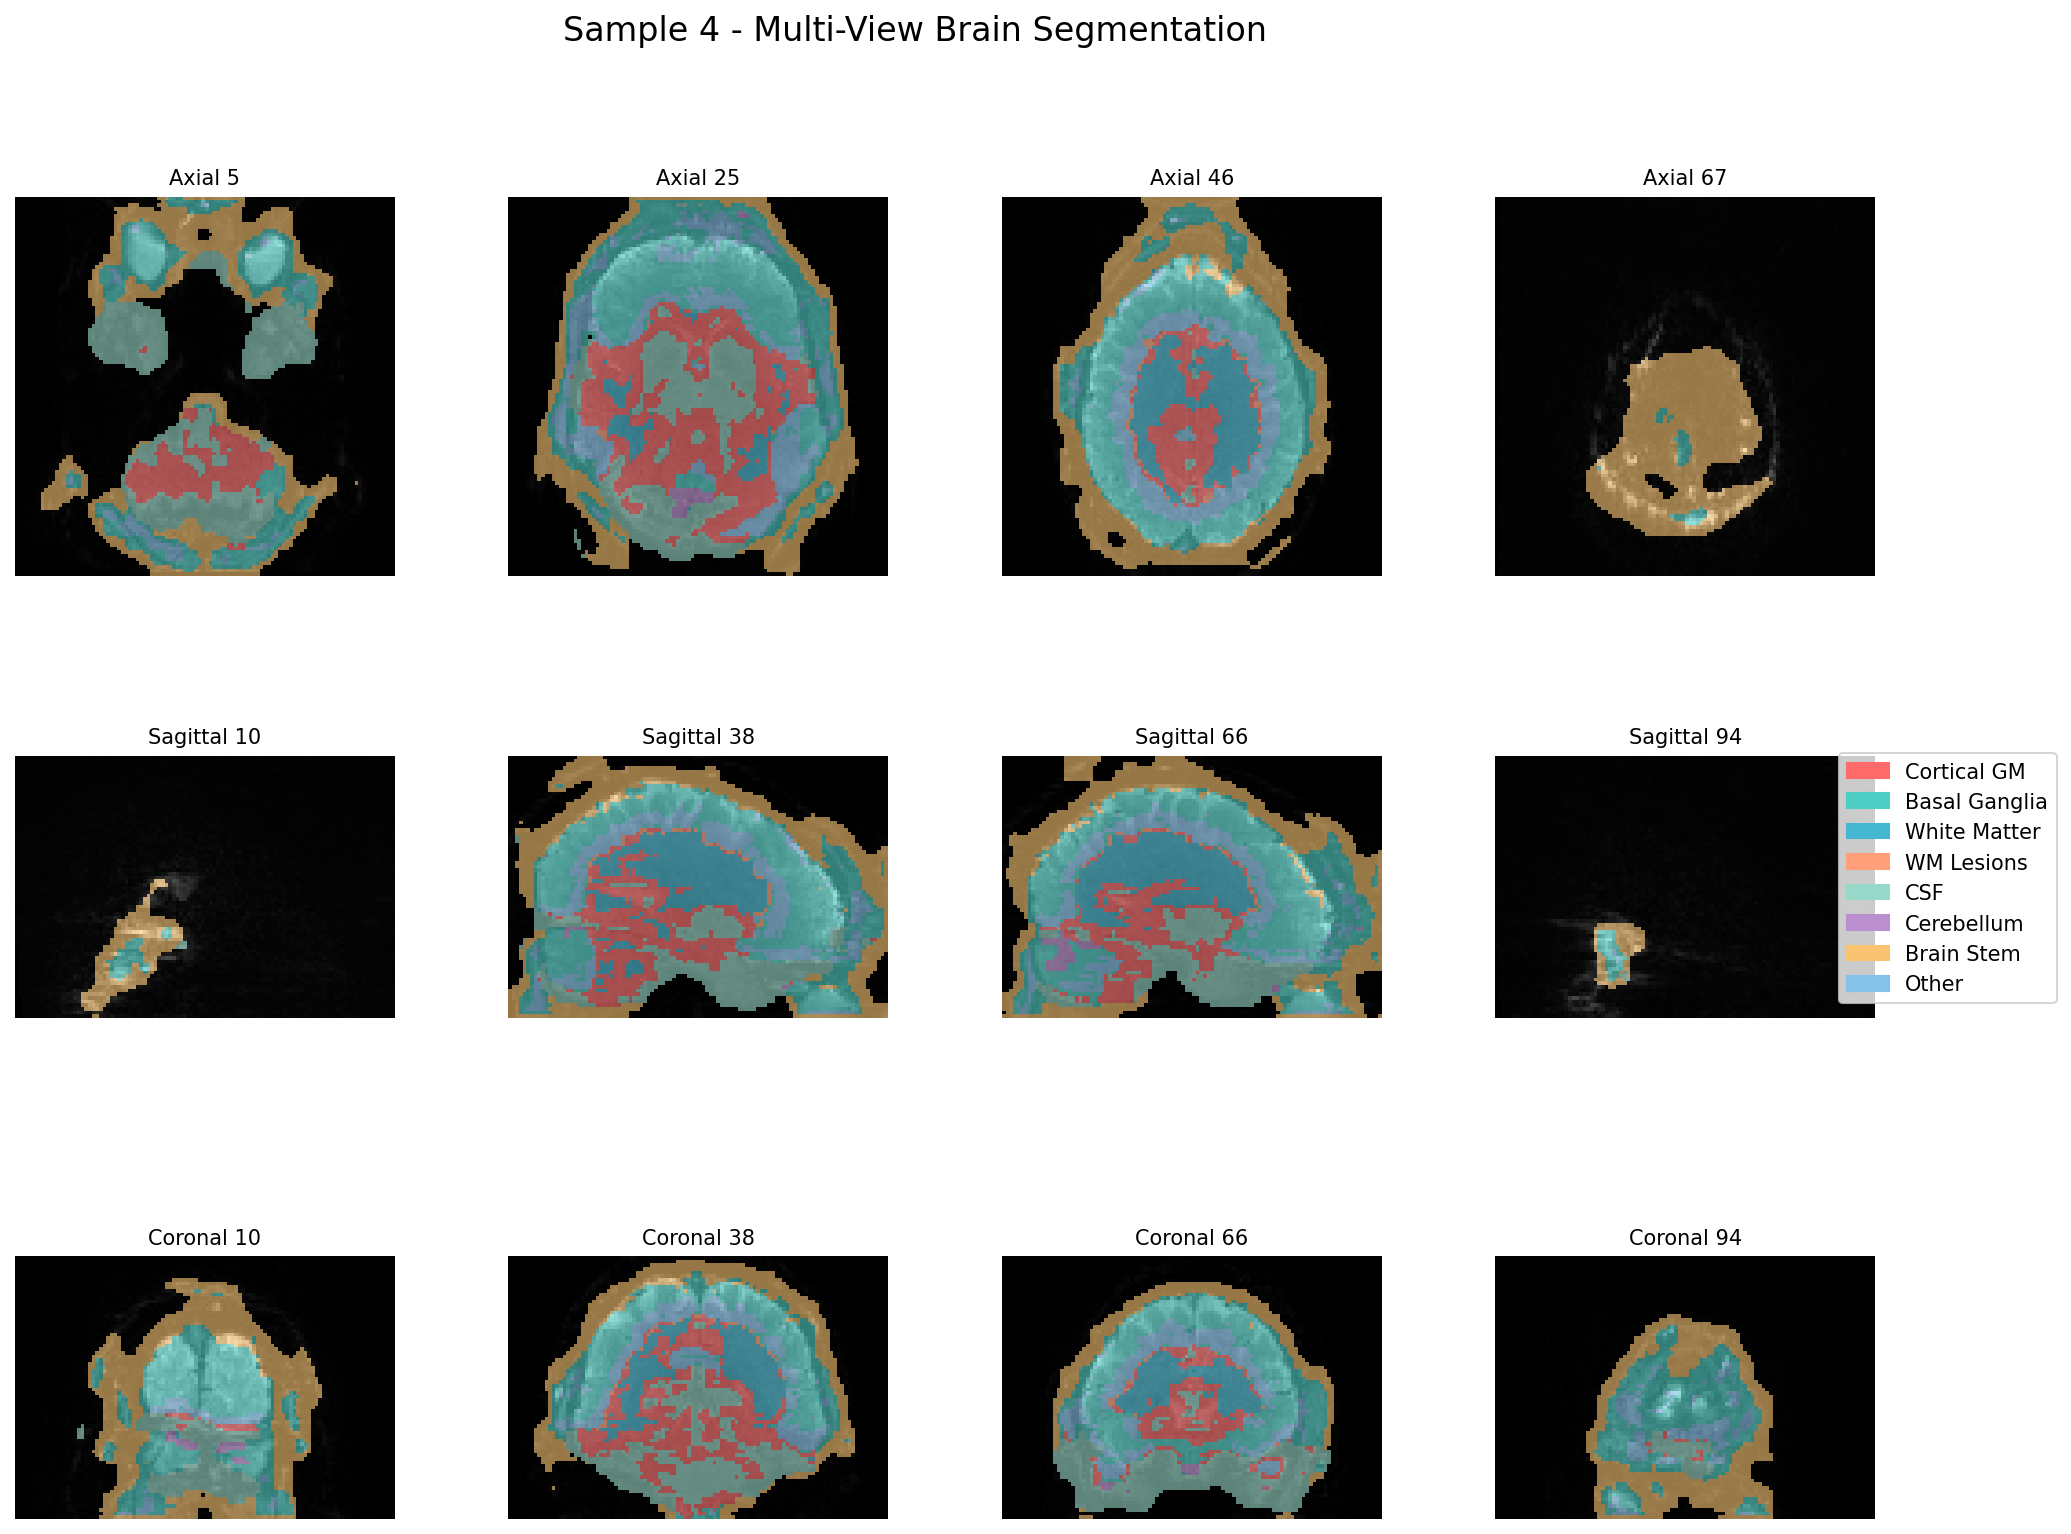 Sample 4 - Multi-View Brain Segmentation
Axial 5
Axial 25
Axial 46
Axial 67
Sagittal 10
Sagittal 38
Sagittal 66
Sagittal 94
Cortical GM
Basal Ganglia
White Matter
WM Lesions
CSF
Cerebellum
Brain Stem
Other
Coronal 10
Coronal 38
Coronal 66
Coronal 94